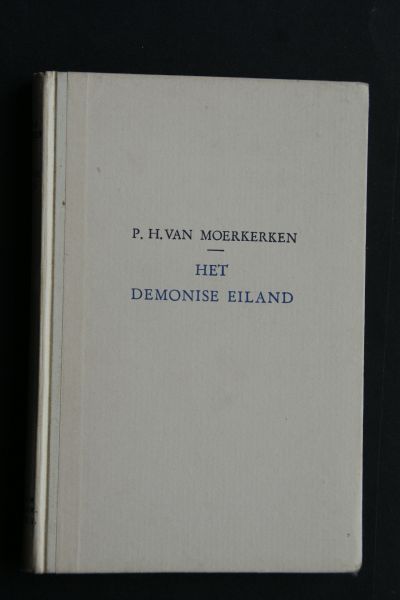 P. H. VAN MOERKERKEN
HET
DEMONISE EILAND